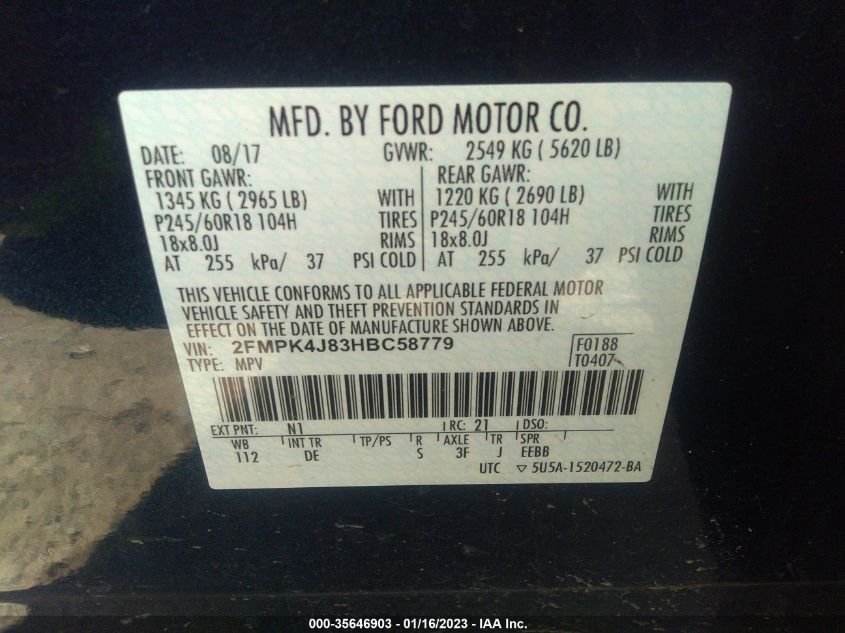 MFD. BY FORD MOTOR CO.
DATE: 08/17 GVWR: 2549 KG ( 5620 LB)
FRONT GAWR: REAR GAWR:
1345 KG ( 2965 LB) WITH 1220 KG ( 2690 LB) WITH
P245/60R18 104H TIRES P245/60R18 104H TIRES
18x8.0J RIMS 18x8.0J RIMS
AT 255 kPa/ 37 PSI COLD AT 255 kPa/ 37 PSI COLD
THIS VEHICLE CONFORMS TO ALL APPLICABLE FEDERAL MOTOR
VEHICLE SAFETY AND THEFT PREVENTION STANDARDS IN
EFFECT ON THE DATE OF MANUFACTURE SHOWN ABOVE.
VIN: 2FMPK4J83HBC58779 F0188
TYPE: MPV T0407
EXT PNT: N1 RC: 21 DSO:
WB INT TR TP/PS R AXLE TR SPR
112 DE S 3F J EEBB
UTC ▽ 5U5A-1520472-BA
000-35646903 - 01/16/2023 - IAA Inc.